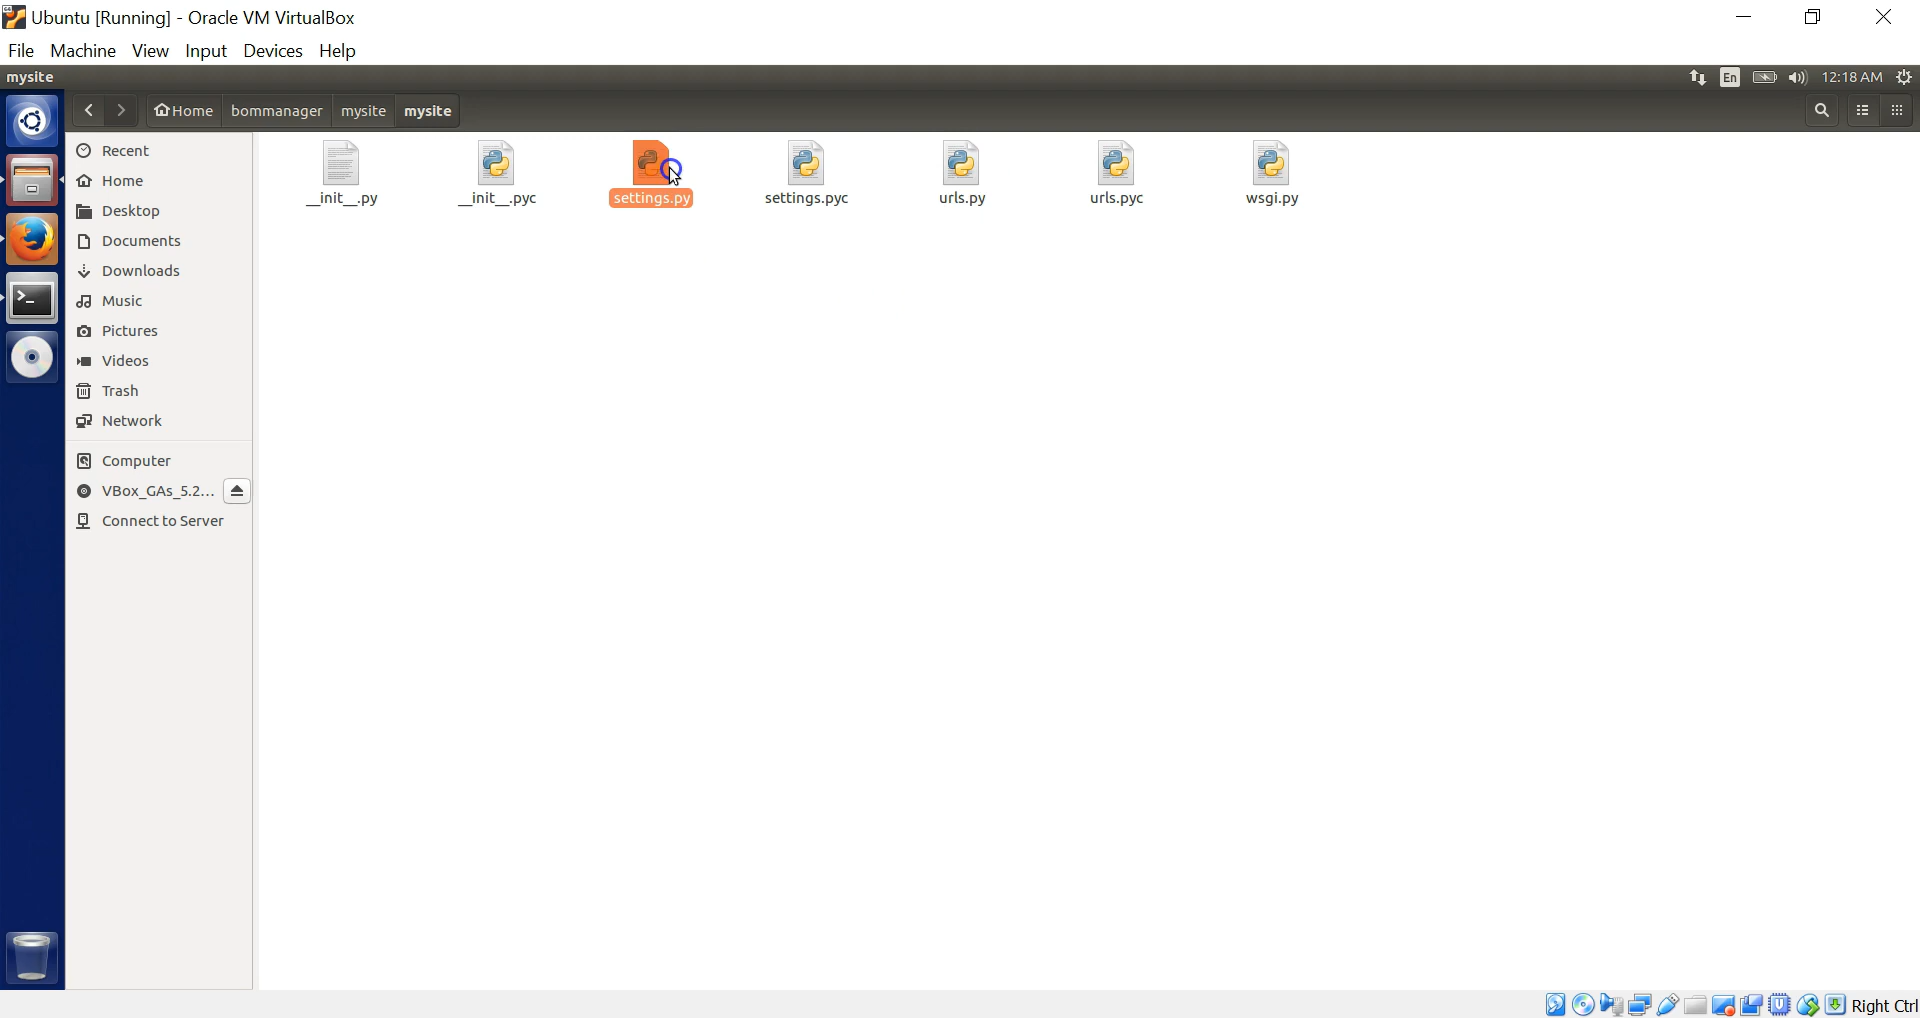 Ubuntu [Running] - Oracle VM VirtualBox
File Machine View Input Devices Help
mysite En 12:18 AM
Home bommanager mysite mysite
Recent
Home
Desktop
Documents
Downloads
Music
Pictures
Videos
Trash
Network
Computer
VBox_GAs_5.2...
Connect to Server
__init__.py __init__.pyc settings.py settings.pyc urls.py urls.pyc wsgi.py
Right Ctrl